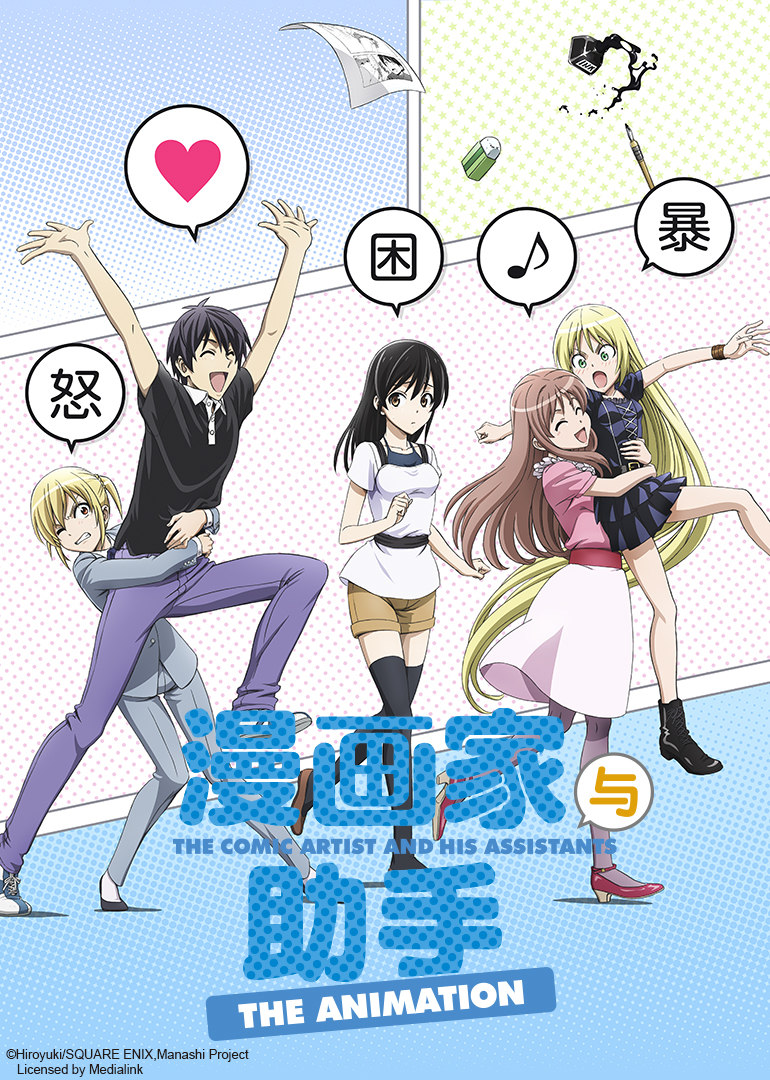 暴
困
♪
怒
漫画家
与
THE COMIC ARTIST AND HIS ASSISTANTS
助手
THE ANIMATION
©Hiroyuki/SQUARE ENIX,Manashi Project
Licensed by Medialink